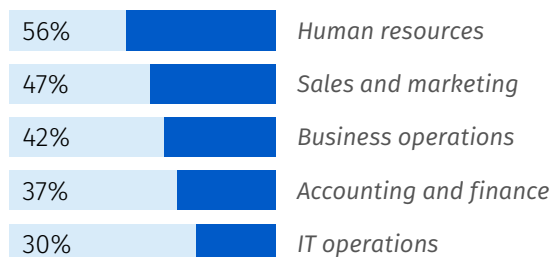 56% Human resources
47% Sales and marketing
42% Business operations
37% Accounting and finance
30% IT operations